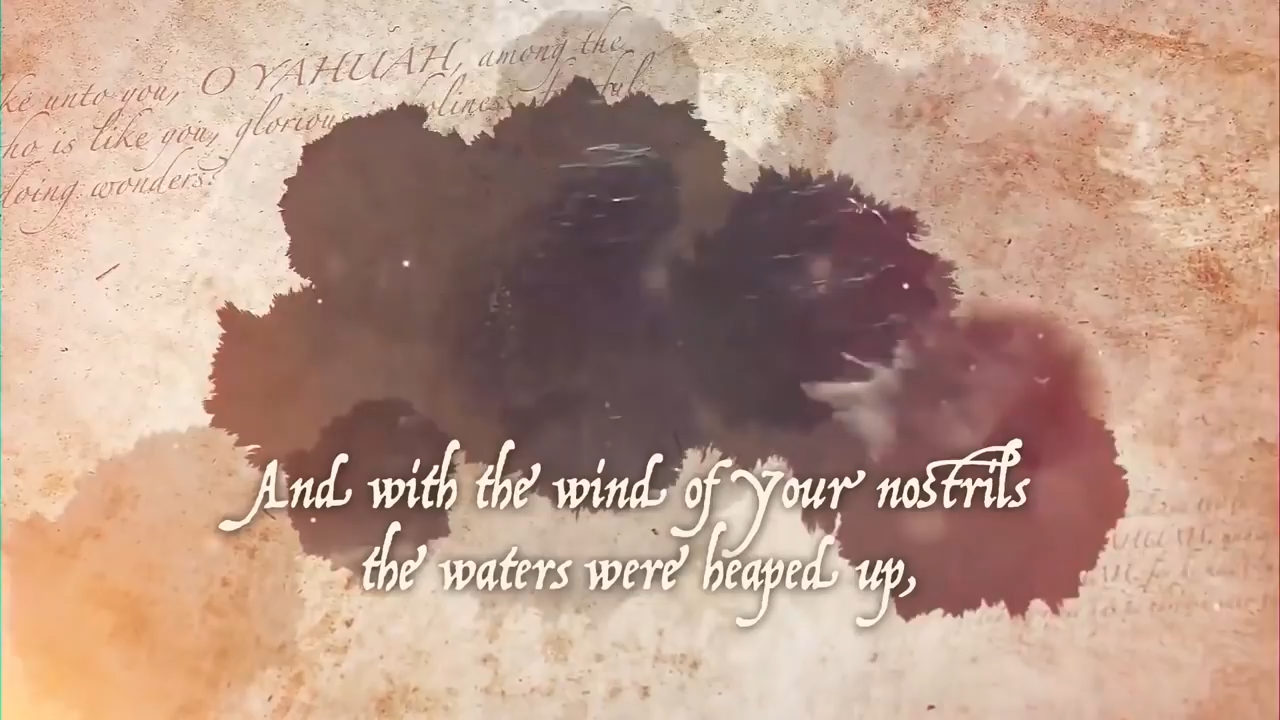 ke unto you, O YAHUAH, among the
ho is like you, glorious
doing wonders?
And with the wind of Your nostrils
the waters were heaped up,